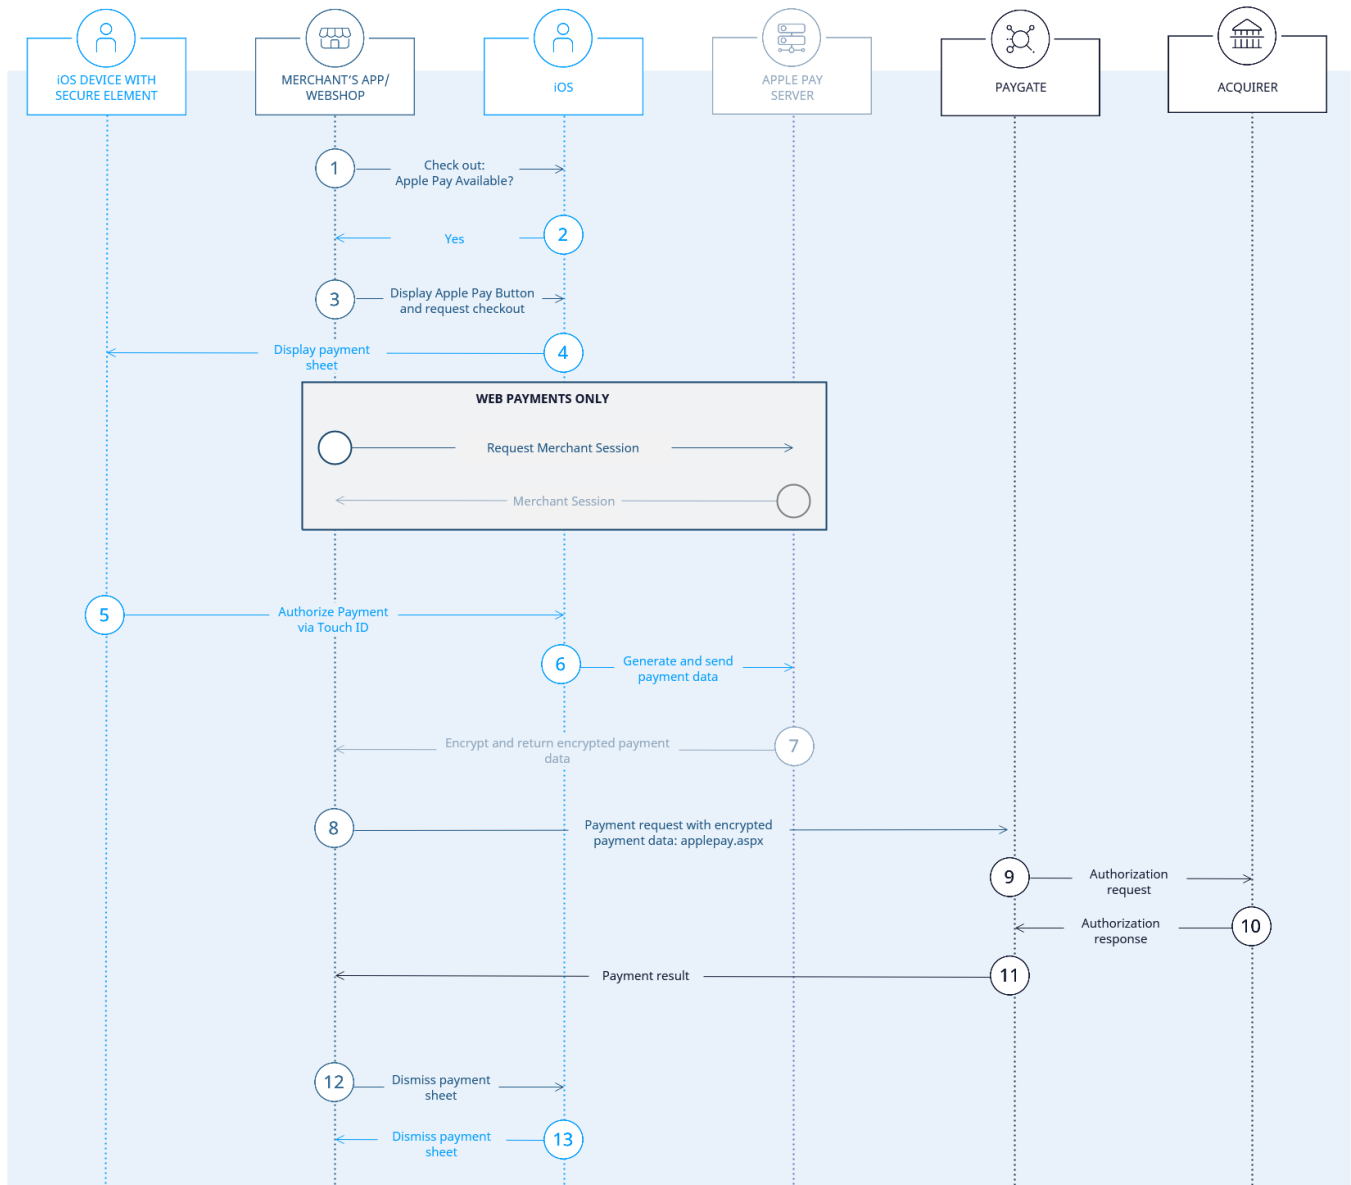 iOS DEVICE WITH
SECURE ELEMENT
MERCHANT'S APP/
WEBSHOP
iOS
APPLE PAY
SERVER
PAYGATE
ACQUIRER
1
Check out:
Apple Pay Available?
2
Yes
3
Display Apple Pay Button
and request checkout
4
Display payment
sheet
WEB PAYMENTS ONLY
Request Merchant Session
Merchant Session
5
Authorize Payment
via Touch ID
6
Generate and send
payment data
7
Encrypt and return encrypted payment
data
8
Payment request with encrypted
payment data: applepay.aspx
9
Authorization
request
10
Authorization
response
11
Payment result
12
Dismiss payment
sheet
13
Dismiss payment
sheet